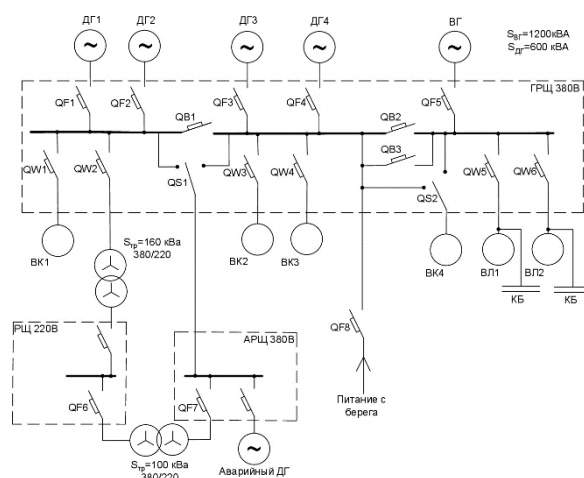 ДГ1 ДГ2 ДГ3 ДГ4 ВГ
Sвг=1200кВА
Sдг=600 кВА
ГРЩ 380В
QF1 QF2 QB1 QF3 QF4 QB2 QF5
QB3
QW1 QW2 QS1 QW3 QW4 QS2 QW5 QW6
ВК1 ВК2 ВК3 ВК4 ВЛ1 ВЛ2
КБ КБ
Sтр=160 кВа
380/220
QF8
РЩ 220В АРЩ 380В
QF6 QF7
Питание с
берега
Sтр=100 кВа
380/220
Аварийный ДГ